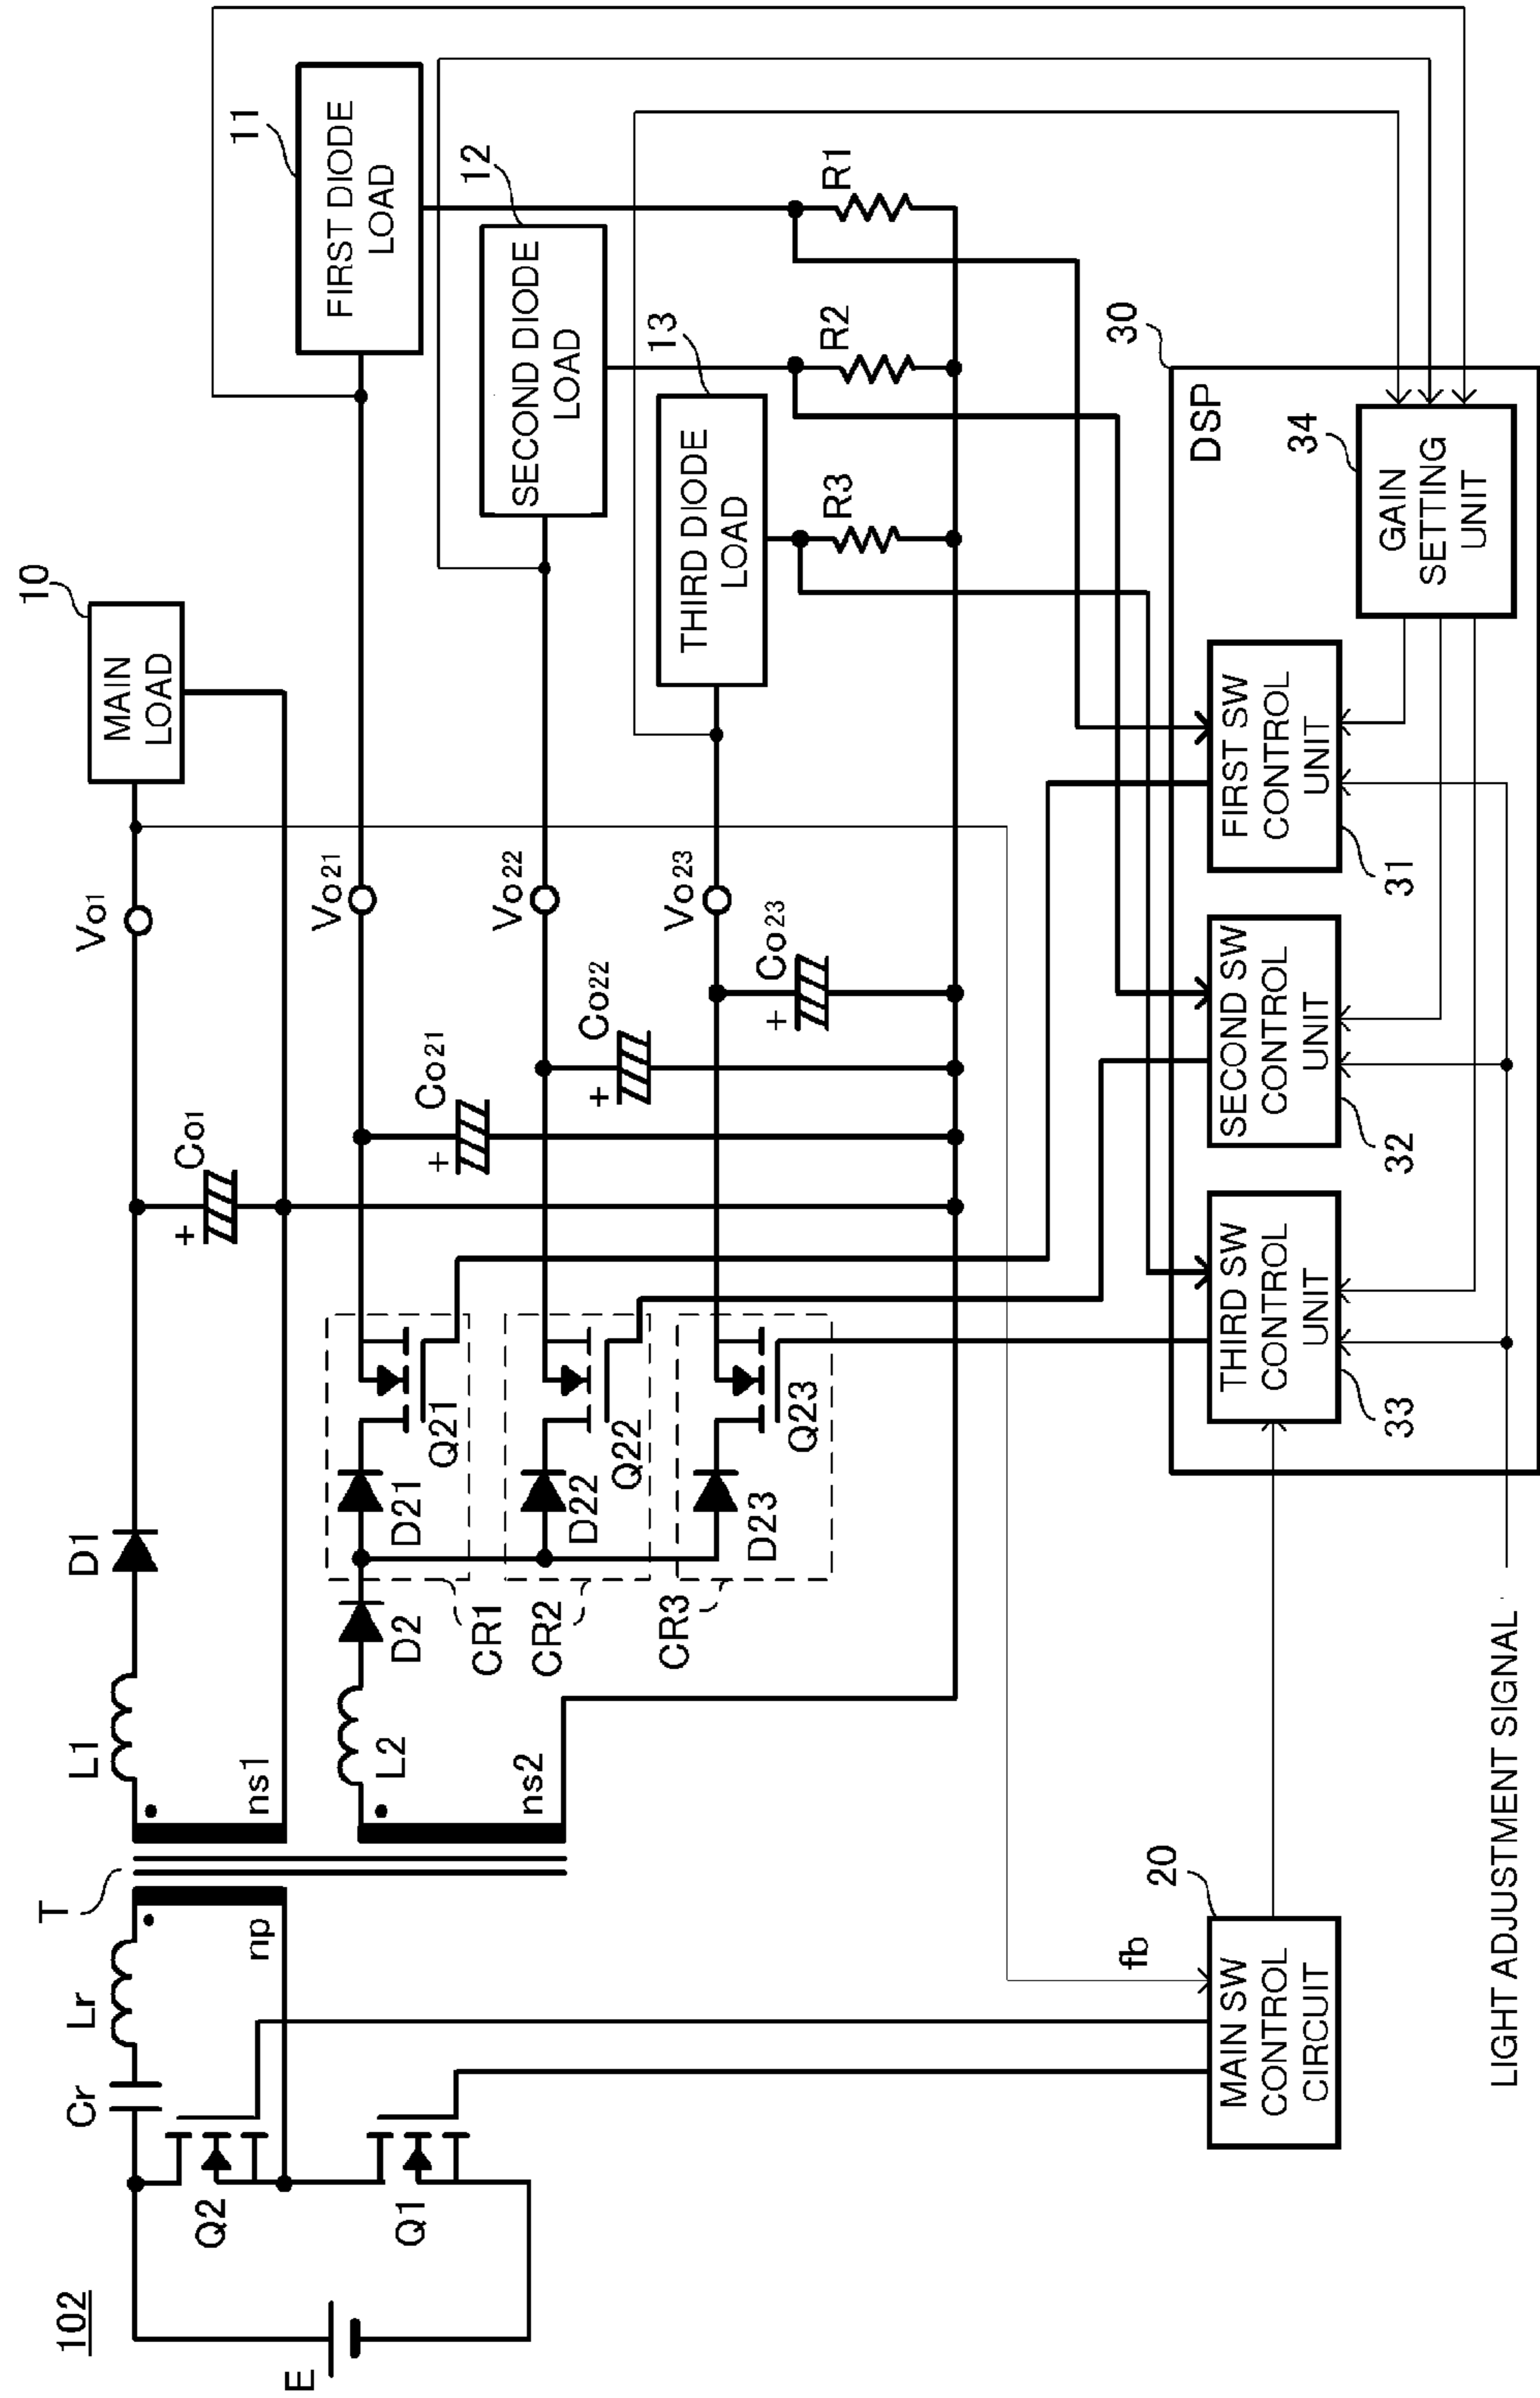 102
E
Q2
Q1
Cr
Lr
np
T
L1
ns1
L2
ns2
D1
D2
D21
Q21
D22
Q22
D23
Q23
CR1
CR2
CR3
Co1
+
Co21
+
Co22
+
Co23
+
Vo1
Vo21
Vo22
Vo23
10
MAIN
LOAD
11
FIRST DIODE
LOAD
12
SECOND DIODE
LOAD
13
THIRD DIODE
LOAD
R1
R2
R3
20
fb
MAIN SW
CONTROL
CIRCUIT
30
DSP
THIRD SW
CONTROL
UNIT
33
SECOND SW
CONTROL
UNIT
32
FIRST SW
CONTROL
UNIT
31
34
GAIN
SETTING
UNIT
LIGHT ADJUSTMENT SIGNAL